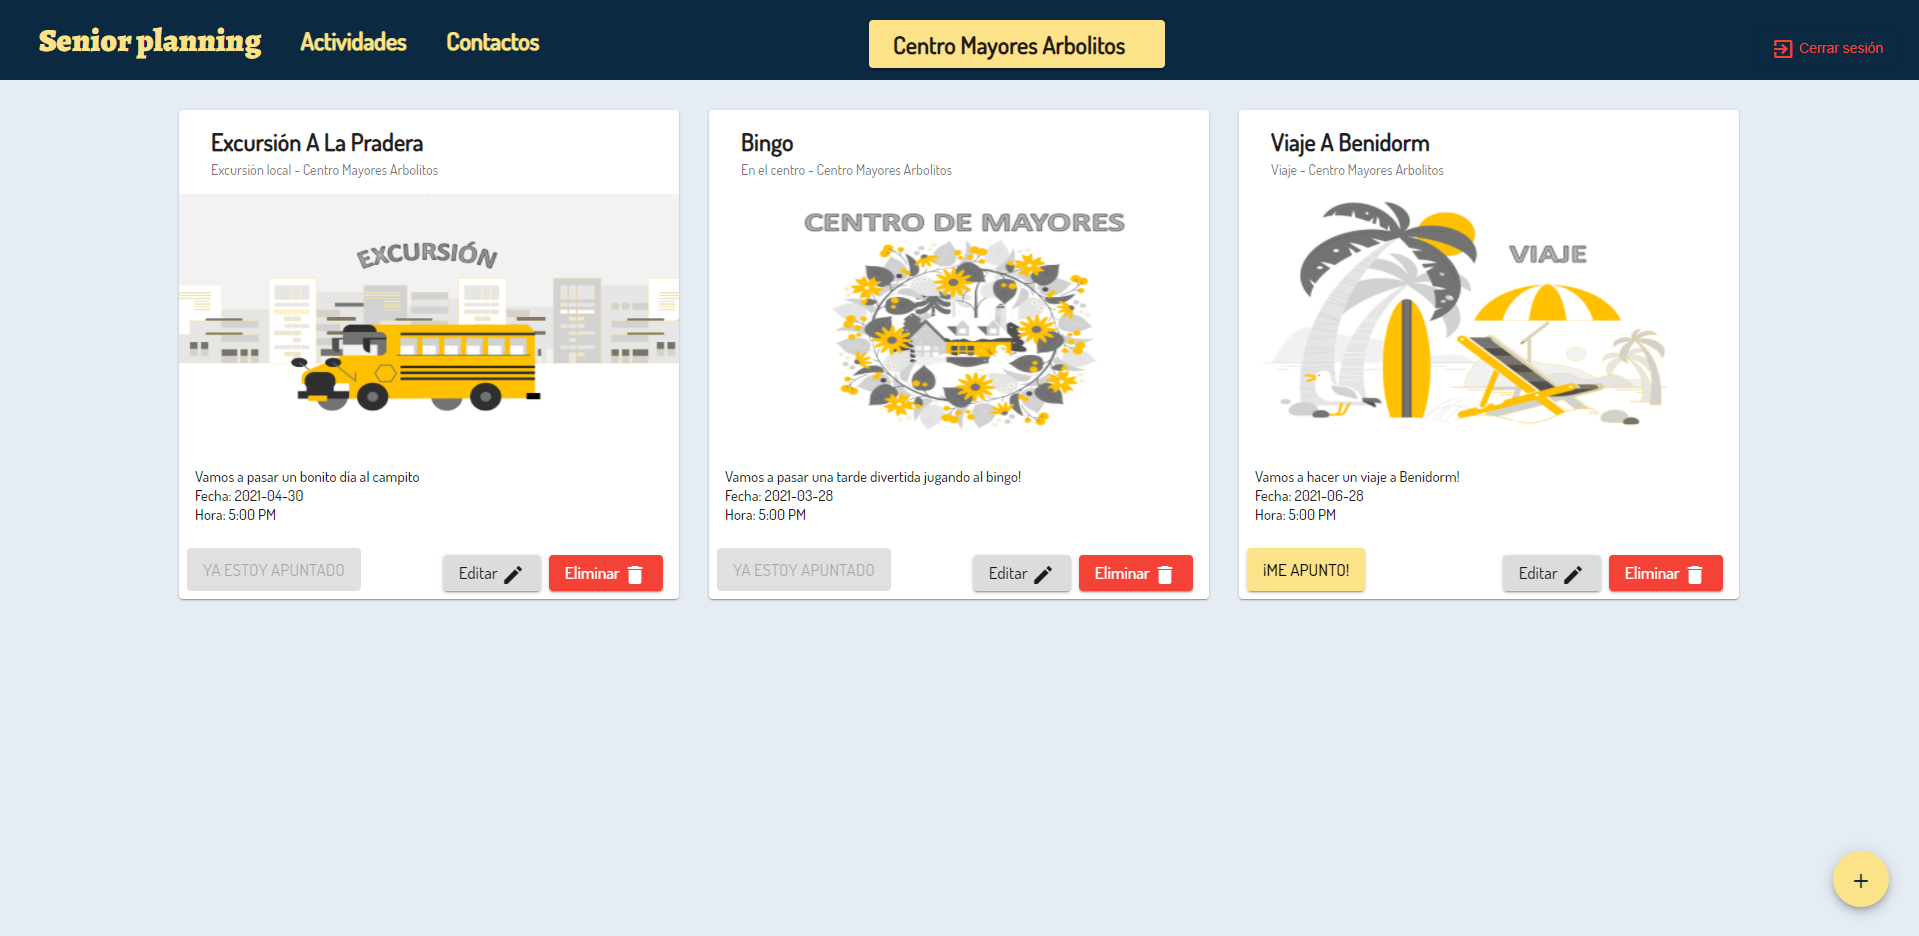 Senior planning
Actividades
Contactos
Centro Mayores Arbolitos
Cerrar sesión
Excursión A La Pradera
Excursión local - Centro Mayores Arbolitos
EXCURSIÓN
Vamos a pasar un bonito día al campito
Fecha: 2021-04-30
Hora: 5:00 PM
YA ESTOY APUNTADO
Editar
Eliminar
Bingo
En el centro - Centro Mayores Arbolitos
CENTRO DE MAYORES
Vamos a pasar una tarde divertida jugando al bingo!
Fecha: 2021-03-28
Hora: 5:00 PM
YA ESTOY APUNTADO
Editar
Eliminar
Viaje A Benidorm
Viaje - Centro Mayores Arbolitos
VIAJE
Vamos a hacer un viaje a Benidorm!
Fecha: 2021-06-28
Hora: 5:00 PM
¡ME APUNTO!
Editar
Eliminar
+